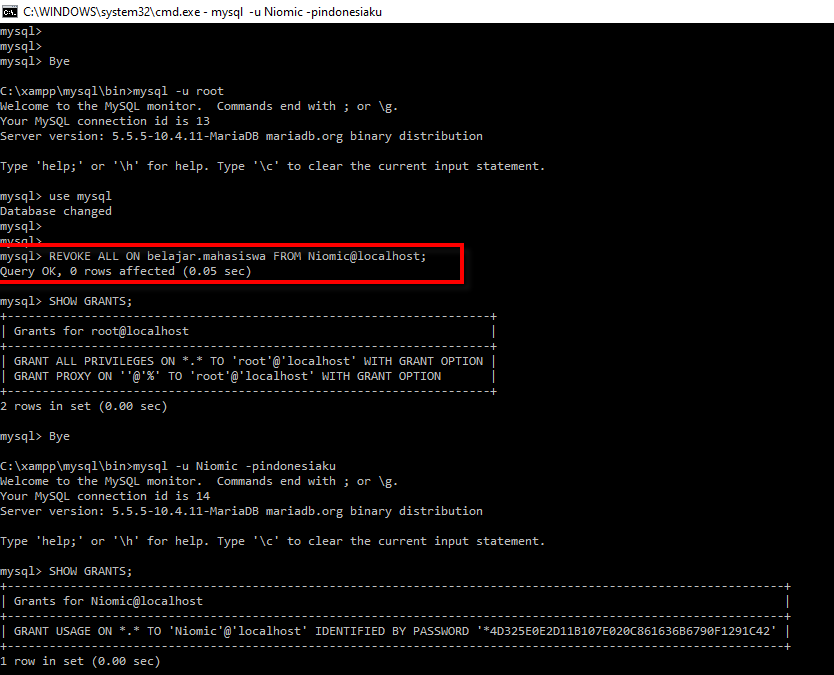 C:\WINDOWS\system32\cmd.exe - mysql  -u Niomic -pindonesiaku
mysql>
mysql>
mysql> Bye
C:\xampp\mysql\bin>mysql -u root
Welcome to the MySQL monitor.  Commands end with ; or \g.
Your MySQL connection id is 13
Server version: 5.5.5-10.4.11-MariaDB mariadb.org binary distribution
Type 'help;' or '\h' for help. Type '\c' to clear the current input statement.
mysql> use mysql
Database changed
mysql>
mysql>
mysql> REVOKE ALL ON belajar.mahasiswa FROM Niomic@localhost;
Query OK, 0 rows affected (0.05 sec)
mysql> SHOW GRANTS;
+---------------------------------------------------------------------+
| Grants for root@localhost                                           |
+---------------------------------------------------------------------+
| GRANT ALL PRIVILEGES ON *.* TO 'root'@'localhost' WITH GRANT OPTION |
| GRANT PROXY ON ''@'%' TO 'root'@'localhost' WITH GRANT OPTION       |
+---------------------------------------------------------------------+
2 rows in set (0.00 sec)
mysql> Bye
C:\xampp\mysql\bin>mysql -u Niomic -pindonesiaku
Welcome to the MySQL monitor.  Commands end with ; or \g.
Your MySQL connection id is 14
Server version: 5.5.5-10.4.11-MariaDB mariadb.org binary distribution
Type 'help;' or '\h' for help. Type '\c' to clear the current input statement.
mysql> SHOW GRANTS;
+---------------------------------------------------------------------------------------------------------------+
| Grants for Niomic@localhost                                                                                   |
+---------------------------------------------------------------------------------------------------------------+
| GRANT USAGE ON *.* TO 'Niomic'@'localhost' IDENTIFIED BY PASSWORD '*4D325E0E2D11B107E020C861636B6790F1291C42' |
+---------------------------------------------------------------------------------------------------------------+
1 row in set (0.00 sec)